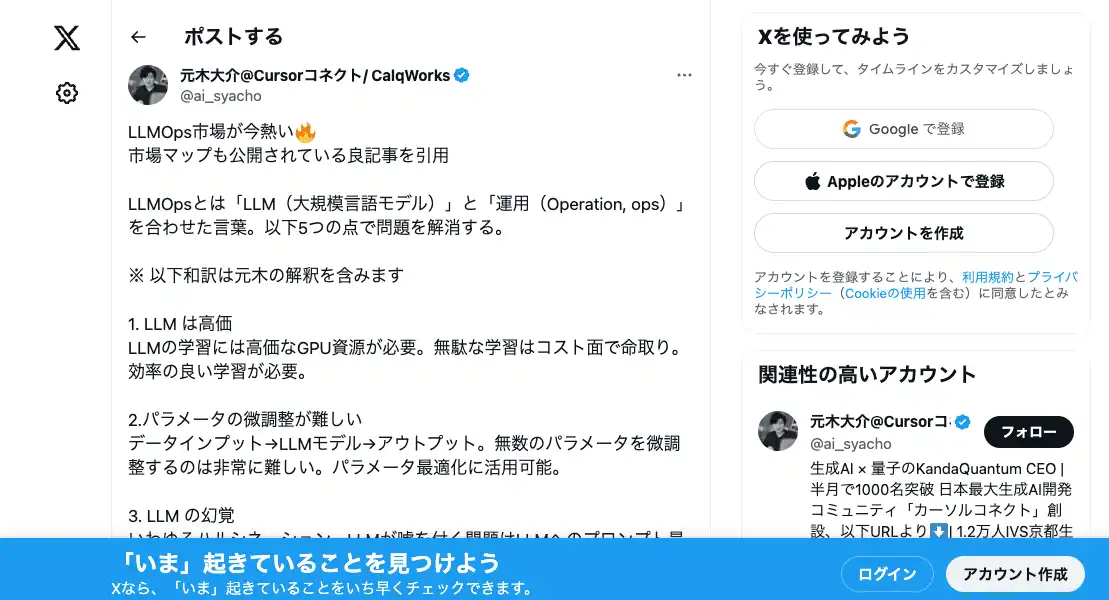 ポストする
元木大介@Cursorコネクト/ CalqWorks
@ai_syacho
LLMOps市場が今熱い🔥
市場マップも公開されている良記事を引用
LLMOpsとは「LLM（大規模言語モデル）」と「運用（Operation, ops）」
を合わせた言葉。以下5つの点で問題を解消する。
※ 以下和訳は元木の解釈を含みます
1. LLM は高価
LLMの学習には高価なGPU資源が必要。無駄な学習はコスト面で命取り。
効率の良い学習が必要。
2.パラメータの微調整が難しい
データインプット→LLMモデル→アウトプット。無数のパラメータを微調
整するのは非常に難しい。パラメータ最適化に活用可能。
3. LLM の幻覚
Xを使ってみよう
今すぐ登録して、タイムラインをカスタマイズしましょ
う。
Google で登録
Appleのアカウントで登録
アカウントを作成
アカウントを登録することにより、利用規約とプライバ
シーポリシー（Cookieの使用を含む）に同意したとみ
なされます。
関連性の高いアカウント
元木大介@Cursorコ
@ai_syacho
フォロー
生成AI × 量子のKandaQuantum CEO |
半月で1000名突破 日本最大生成AI開発
コミュニティ「カーソルコネクト」創
設、以下URLより⬇️| 1.2万人IVS京都生
「いま」起きていることを見つけよう
Xなら、「いま」起きていることをいち早くチェックできます。
ログイン
アカウント作成